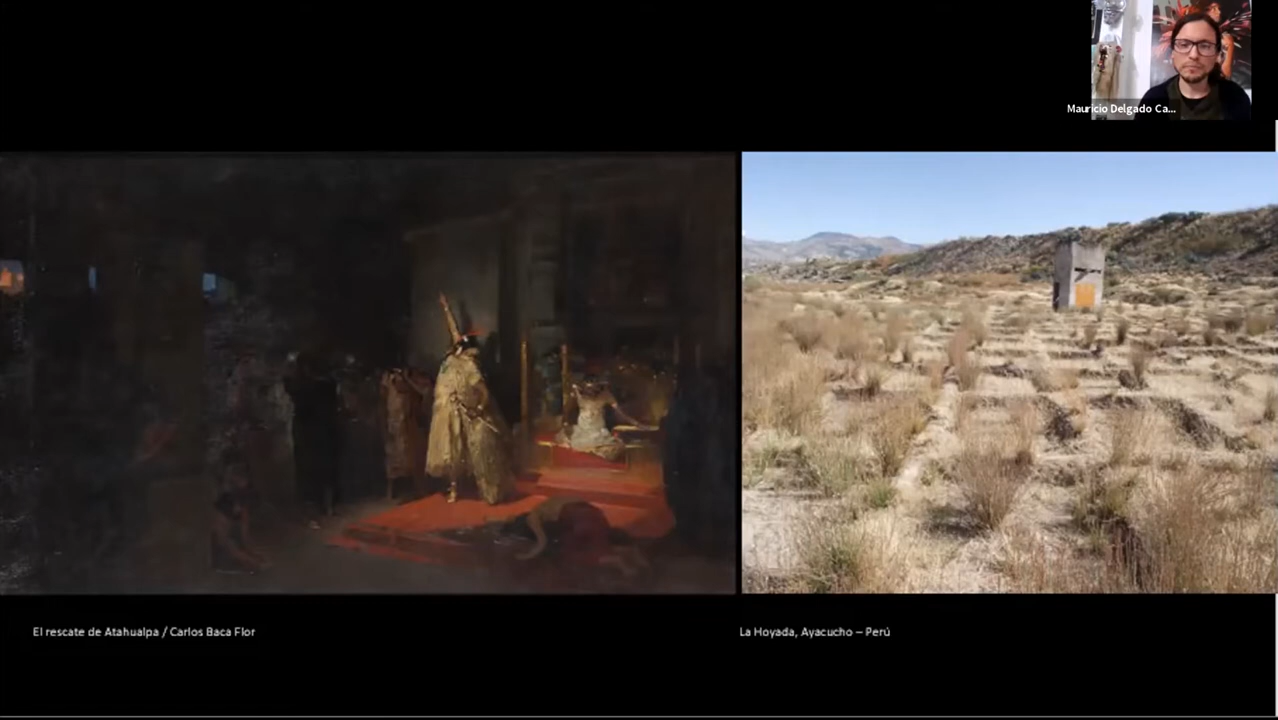 Mauricio Delgado Ca...
El rescate de Atahualpa / Carlos Baca Flor
La Hoyada, Ayacucho – Perú